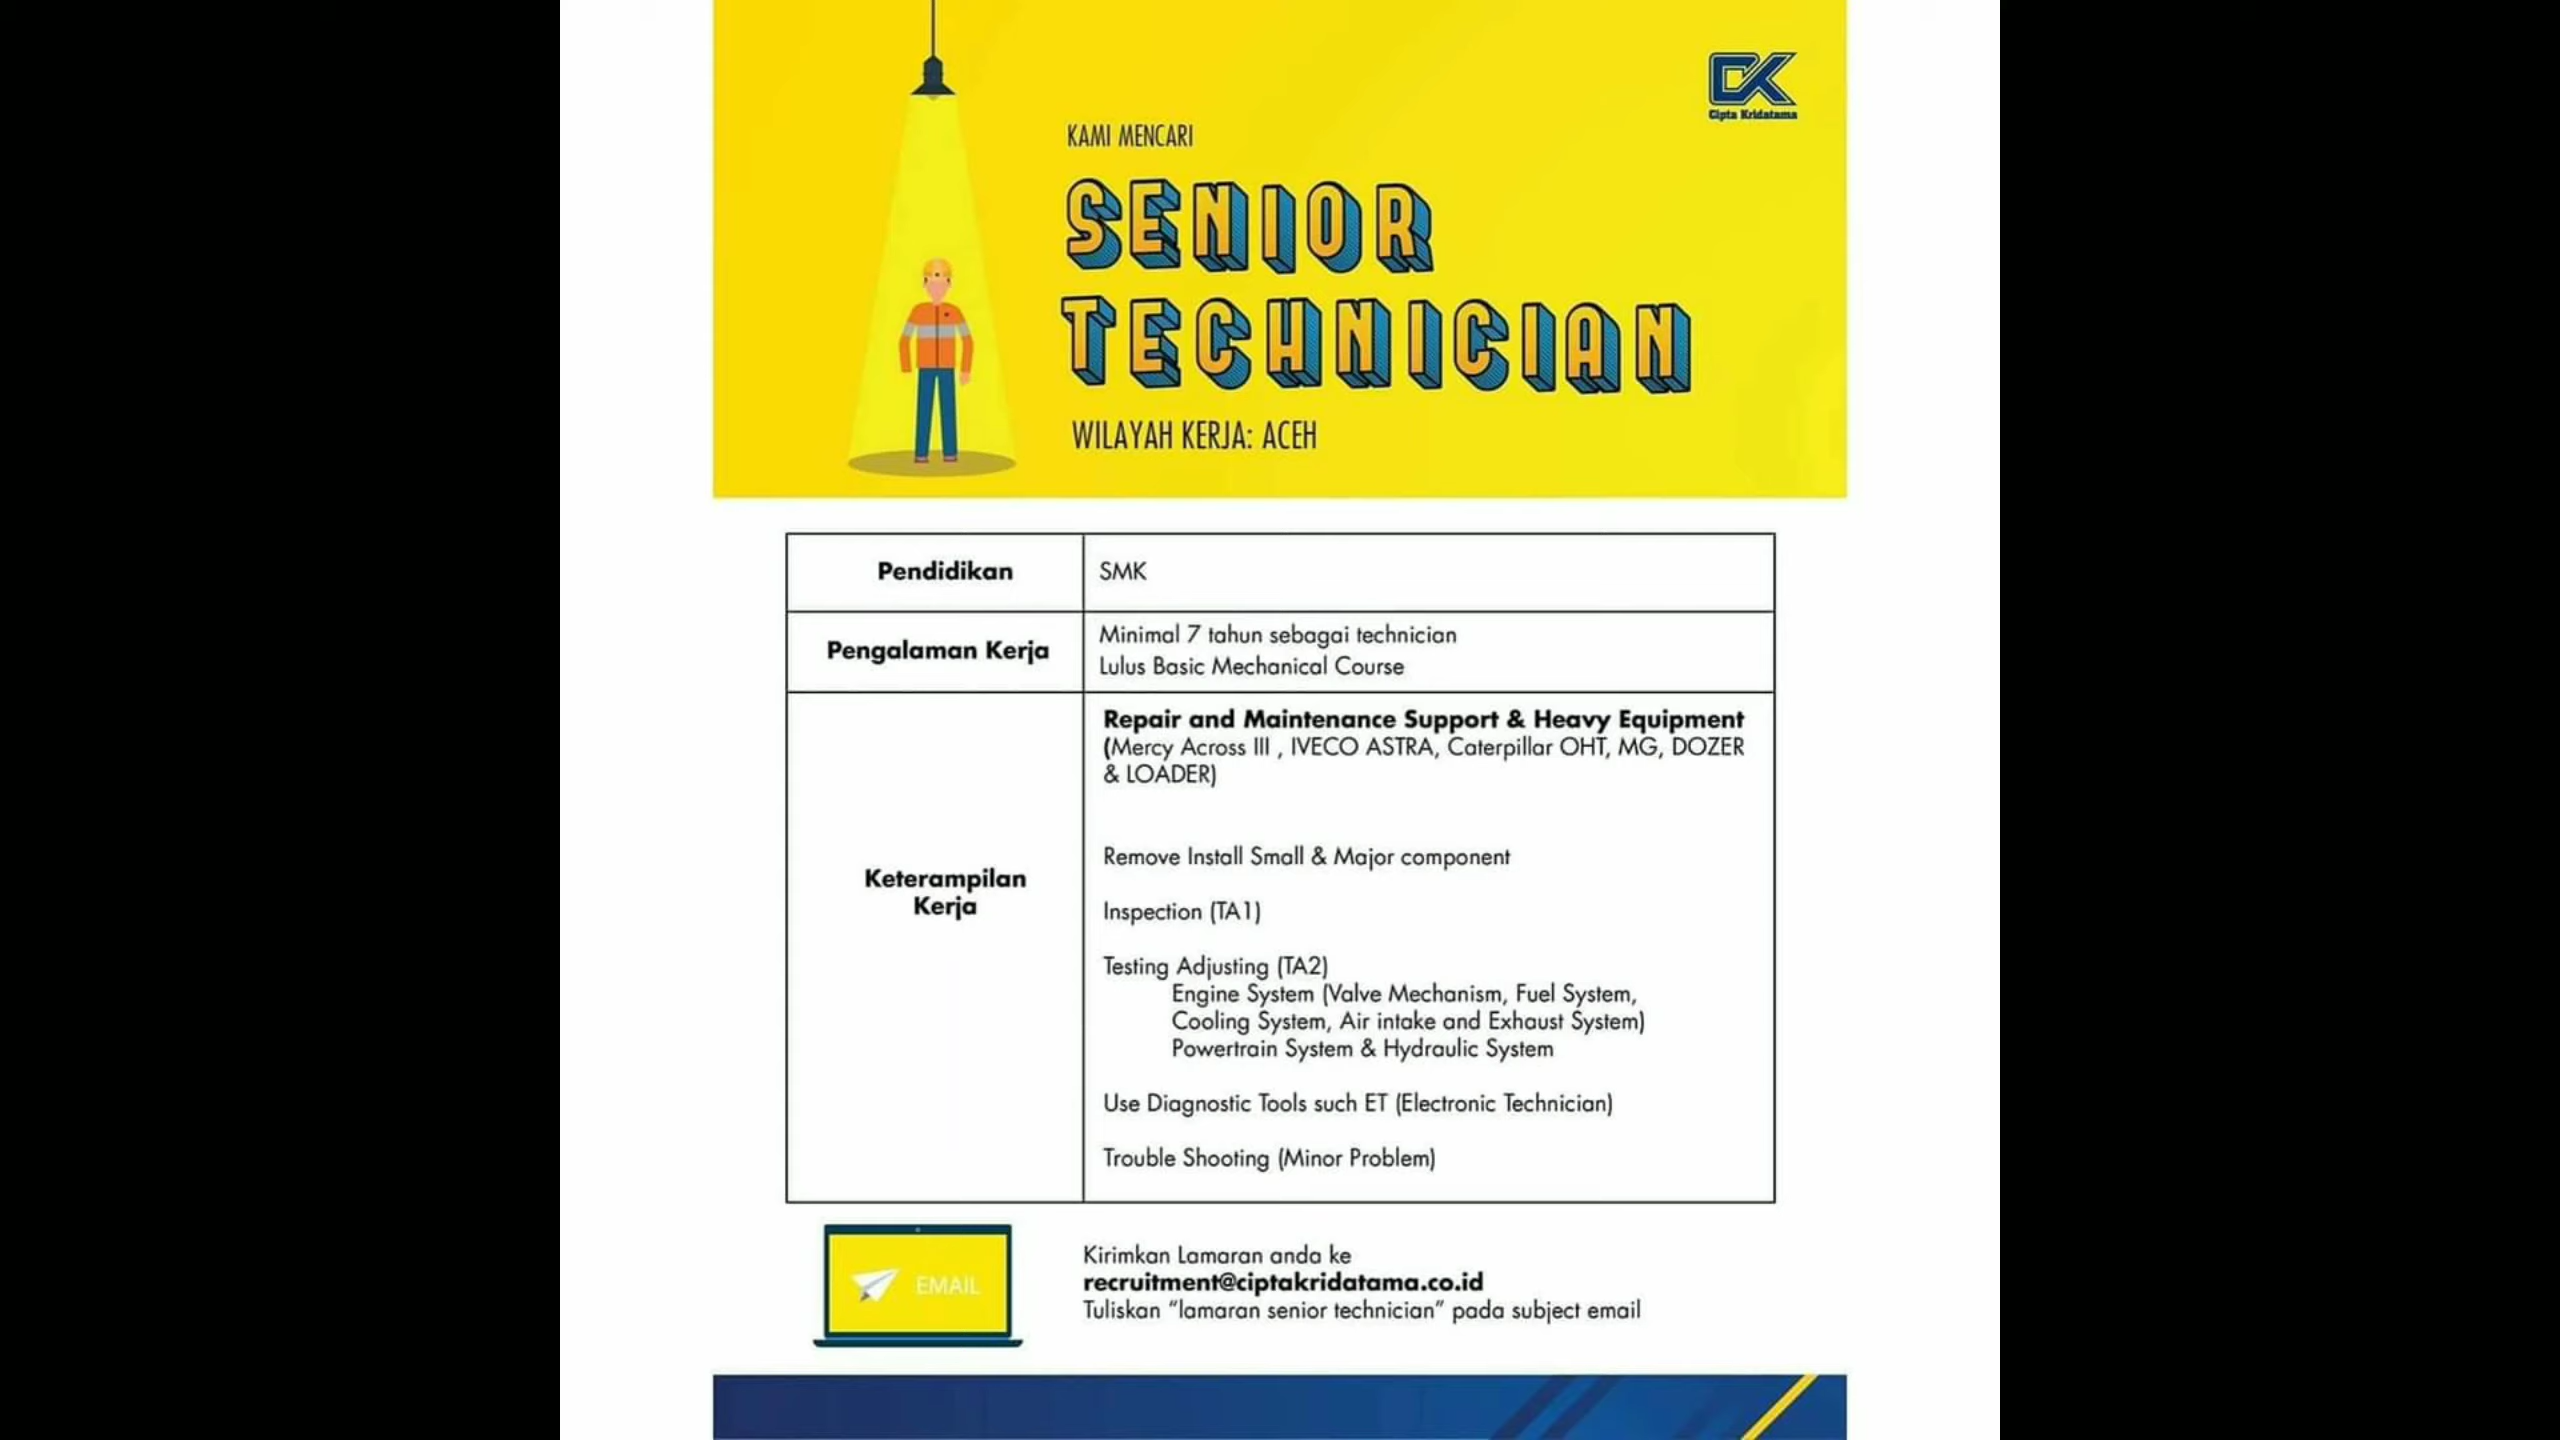 Cipta Kridatama
KAMI MENCARI
SENIOR
TECHNICIAN
WILAYAH KERJA: ACEH
Pendidikan
SMK
Pengalaman Kerja
Minimal 7 tahun sebagai technician
Lulus Basic Mechanical Course
Keterampilan
Kerja
Repair and Maintenance Support & Heavy Equipment
(Mercy Across III , IVECO ASTRA, Caterpillar OHT, MG, DOZER
& LOADER)
Remove Install Small & Major component
Inspection (TA1)
Testing Adjusting (TA2)
Engine System (Valve Mechanism, Fuel System,
Cooling System, Air intake and Exhaust System)
Powertrain System & Hydraulic System
Use Diagnostic Tools such ET (Electronic Technician)
Trouble Shooting (Minor Problem)
EMAIL
Kirimkan Lamaran anda ke
recruitment@ciptakridatama.co.id
Tuliskan “lamaran senior technician” pada subject email